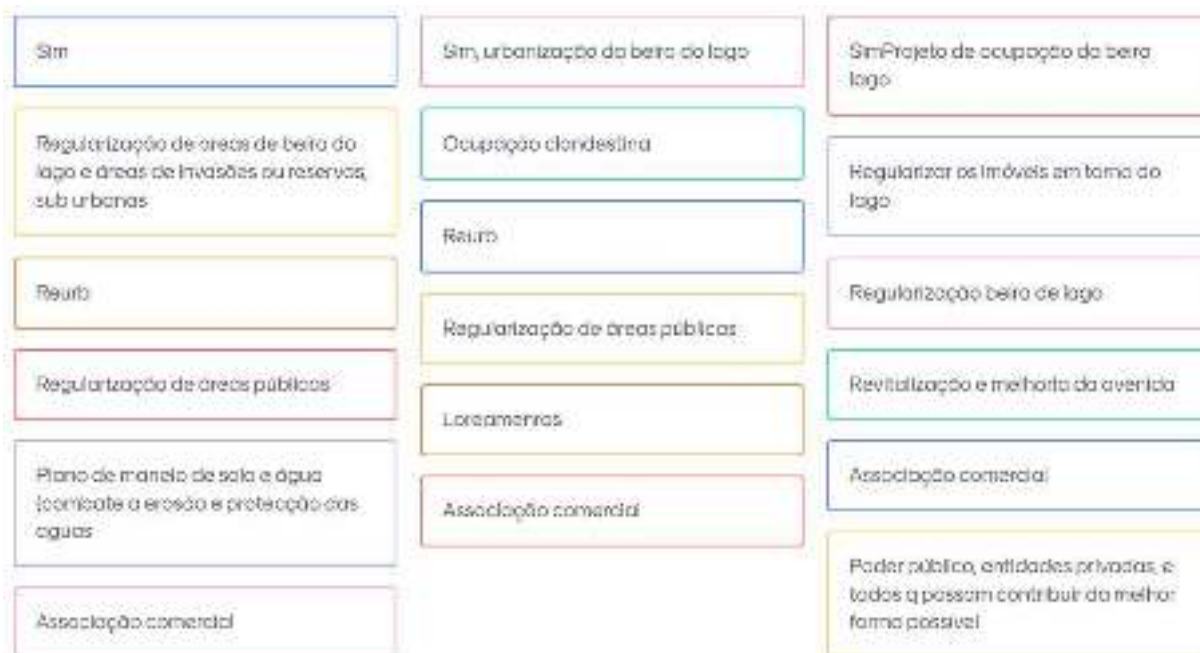 Sim
Regularização de areas de beira do
lago e áreas de invasões ou reservas,
sub urbanas
Reurb
Regularização de áreas públicas
Plano de manejo de solo e água
(combate a erosão e protecção das
aguas
Associação comercial
Sim, urbanização da beira do lago
Ocupação clandestina
Reurb
Regularização de áreas públicas
Loteamentos
Associação comercial
SimProjeto de ocupação da beira
lago
Regularizar os imóveis em torno do
lago
Regularização beira de lago
Revitalização e melhoria da avenida
Associação comercial
Poder público, entidades privadas, e
todos q possam contribuir da melhor
forma possivel